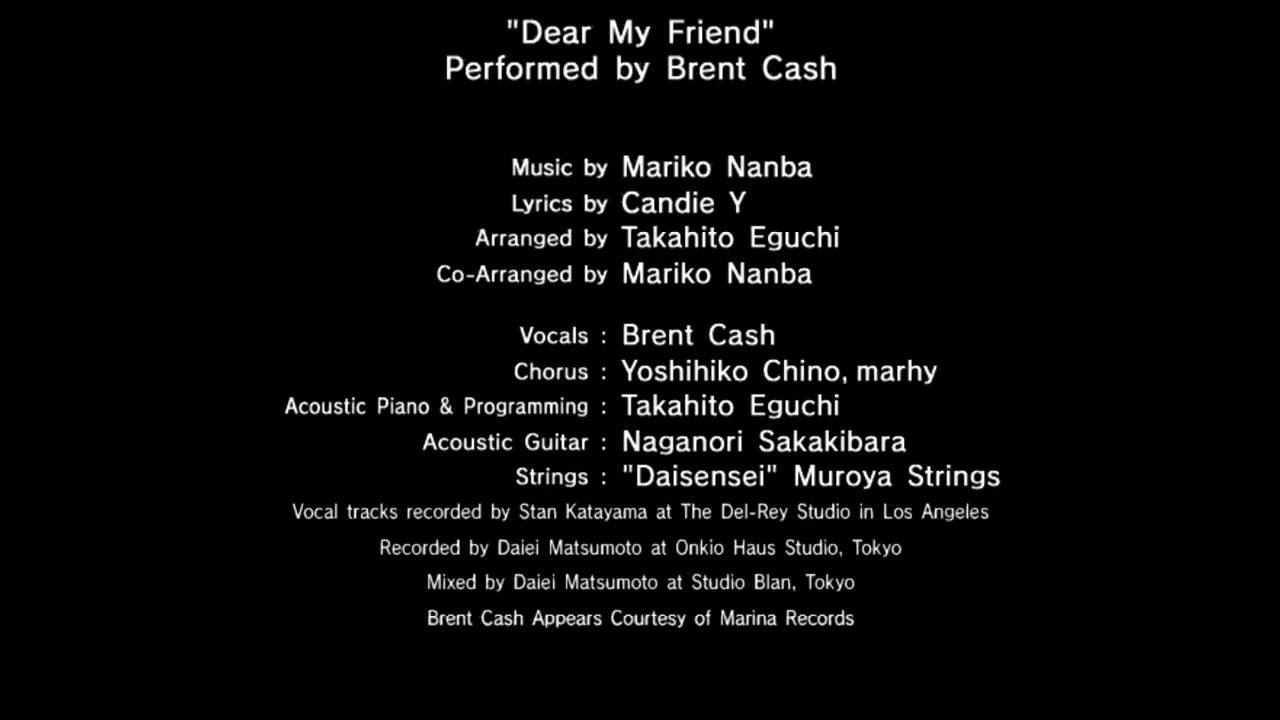 "Dear My Friend"
Performed by Brent Cash
Music by Mariko Nanba
Lyrics by Candie Y
Arranged by Takahito Eguchi
Co-Arranged by Mariko Nanba
Vocals : Brent Cash
Chorus : Yoshihiko Chino, marhy
Acoustic Piano & Programming : Takahito Eguchi
Acoustic Guitar : Naganori Sakakibara
Strings : "Daisensei" Muroya Strings
Vocal tracks recorded by Stan Katayama at The Del-Rey Studio in Los Angeles
Recorded by Daiei Matsumoto at Onkio Haus Studio, Tokyo
Mixed by Daiei Matsumoto at Studio Blan, Tokyo
Brent Cash Appears Courtesy of Marina Records